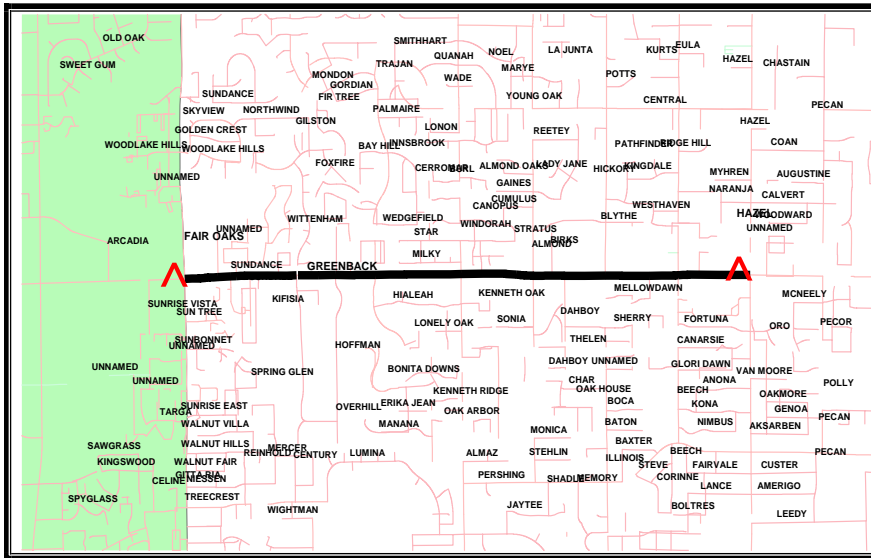 OLD OAK
SMITHHART
QUANAH
NOEL
LA JUNTA
KURTS
EULA
SWEET GUM
TRAJAN
MARYE
HAZEL
CHASTAIN
MONDON
WADE
POTTS
GORDIAN
SUNDANCE
FIR TREE
YOUNG OAK
CENTRAL
PECAN
SKYVIEW
NORTHWIND
PALMAIRE
GILSTON
HAZEL
GOLDEN CREST
LONON
REETEY
WOODLAKE HILLS
WOODLAKE HILLS
BAY HILL
INNSBROOK
PATHFINDER
RIDGE HILL
COAN
FOXFIRE
CERROMAR
BURL
ALMOND OAKS
LADY JANE
HICKORY
KINGDALE
MYHREN
AUGUSTINE
UNNAMED
GAINES
NARANJA
CALVERT
CUMULUS
CANOPUS
WESTHAVEN
WITTENHAM
WEDGEFIELD
BLYTHE
HAZEL
WOODWARD
UNNAMED
WINDORAH
STRATUS
UNNAMED
ARCADIA
FAIR OAKS
STAR
ALMOND
BIRKS
MILKY
SUNDANCE
GREENBACK
MELLOWDAWN
SUNRISE VISTA
KIFISIA
HIALEAH
KENNETH OAK
MCNEELY
SUN TREE
DAHBOY
LONELY OAK
SONIA
SHERRY
FORTUNA
ORO
PECOR
SUNBONNET
UNNAMED
HOFFMAN
THELEN
CANARSIE
UNNAMED
SPRING GLEN
BONITA DOWNS
DAHBOY
UNNAMED
GLORI DAWN
VAN MOORE
UNNAMED
CHAR
ANONA
POLLY
KENNETH RIDGE
OAK HOUSE
BEECH
OAKMORE
TARGA
SUNRISE EAST
OVERHILL
ERIKA JEAN
OAK ARBOR
BOCA
KONA
GENOA
WALNUT VILLA
MANANA
MONICA
BATON
NIMBUS
AKSARBEN
PECAN
SAWGRASS
WALNUT HILLS
REINHOLD
MERCER
CENTURY
LUMINA
ALMAZ
STEHLIN
BAXTER
BEECH
PECAN
KINGSWOOD
WALNUT FAIR
ILLINOIS
STEVE
FAIRVALE
CUSTER
CELINE
NIESSEN
PERSHING
SHADLE
MEMORY
CORINNE
LANCE
AMERIGO
SPYGLASS
TREECREST
WIGHTMAN
JAYTEE
BOLTRES
LEEDY